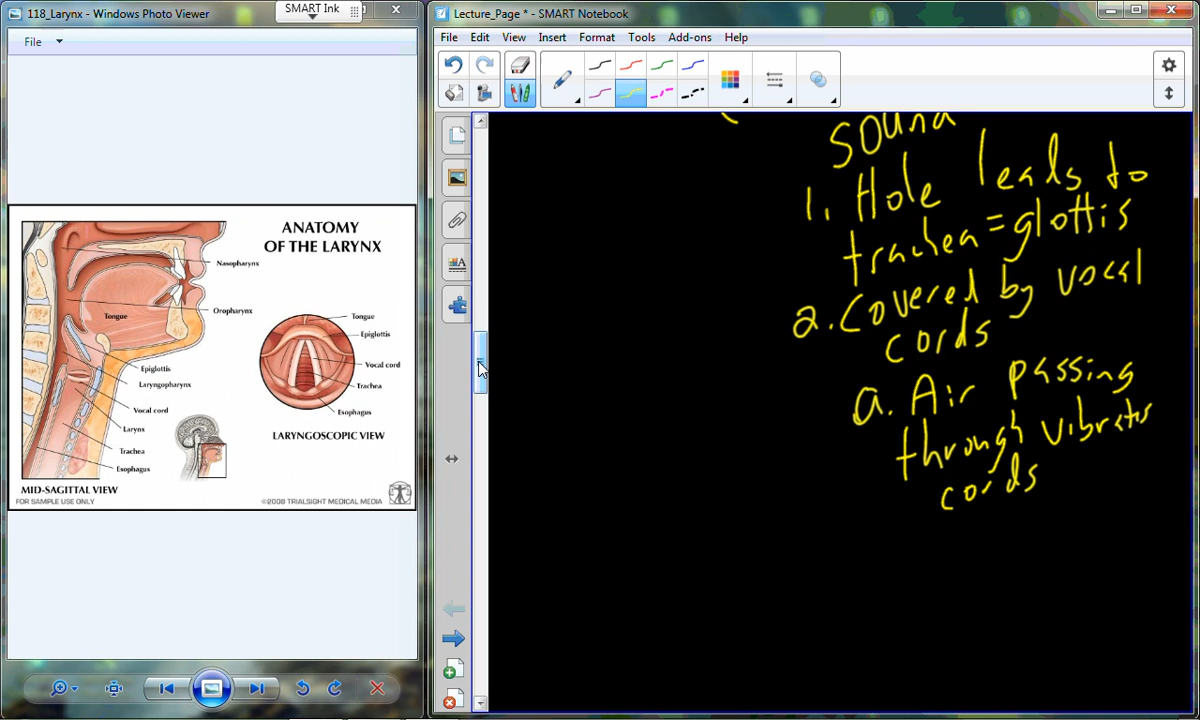 118_Larynx - Windows Photo Viewer
SMART Ink
File
ANATOMY
OF THE LARYNX
Nasopharynx
Oropharynx
Tongue
Epiglottis
Laryngopharynx
Vocal cord
Larynx
Trachea
Esophagus
MID-SAGITTAL VIEW
FOR SAMPLE USE ONLY
Tongue
Epiglottis
Vocal cord
Trachea
Esophagus
LARYNGOSCOPIC VIEW
©2008 TRIALSIGHT MEDICAL MEDIA
Lecture_Page * - SMART Notebook
File Edit View Insert Format Tools Add-ons Help
sound
1. Hole leads to
trachea = glottis
2. Covered by vocal
cords
a. Air passing
through vibrates
cords